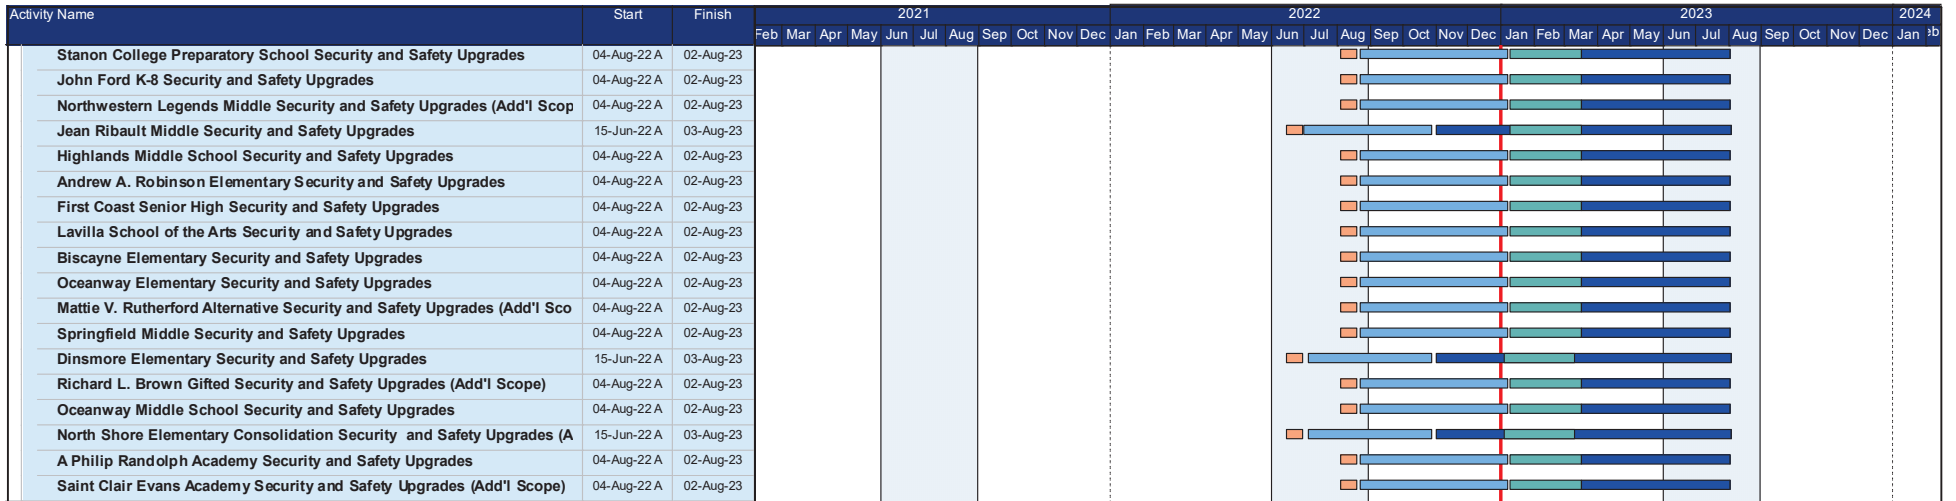 Activity Name Start Finish 2021 2022 2023 2024
Feb Mar Apr May Jun Jul Aug Sep Oct Nov Dec Jan Feb Mar Apr May Jun Jul Aug Sep Oct Nov Dec Jan Feb Mar Apr May Jun Jul Aug Sep Oct Nov Dec Jan eb
Stanon College Preparatory School Security and Safety Upgrades 04-Aug-22 A 02-Aug-23
John Ford K-8 Security and Safety Upgrades 04-Aug-22 A 02-Aug-23
Northwestern Legends Middle Security and Safety Upgrades (Add'l Scop 04-Aug-22 A 02-Aug-23
Jean Ribault Middle Security and Safety Upgrades 15-Jun-22 A 03-Aug-23
Highlands Middle School Security and Safety Upgrades 04-Aug-22 A 02-Aug-23
Andrew A. Robinson Elementary Security and Safety Upgrades 04-Aug-22 A 02-Aug-23
First Coast Senior High Security and Safety Upgrades 04-Aug-22 A 02-Aug-23
Lavilla School of the Arts Security and Safety Upgrades 04-Aug-22 A 02-Aug-23
Biscayne Elementary Security and Safety Upgrades 04-Aug-22 A 02-Aug-23
Oceanway Elementary Security and Safety Upgrades 04-Aug-22 A 02-Aug-23
Mattie V. Rutherford Alternative Security and Safety Upgrades (Add'l Sco 04-Aug-22 A 02-Aug-23
Springfield Middle Security and Safety Upgrades 04-Aug-22 A 02-Aug-23
Dinsmore Elementary Security and Safety Upgrades 15-Jun-22 A 03-Aug-23
Richard L. Brown Gifted Security and Safety Upgrades (Add'l Scope) 04-Aug-22 A 02-Aug-23
Oceanway Middle School Security and Safety Upgrades 04-Aug-22 A 02-Aug-23
North Shore Elementary Consolidation Security and Safety Upgrades (A 15-Jun-22 A 03-Aug-23
A Philip Randolph Academy Security and Safety Upgrades 04-Aug-22 A 02-Aug-23
Saint Clair Evans Academy Security and Safety Upgrades (Add'l Scope) 04-Aug-22 A 02-Aug-23